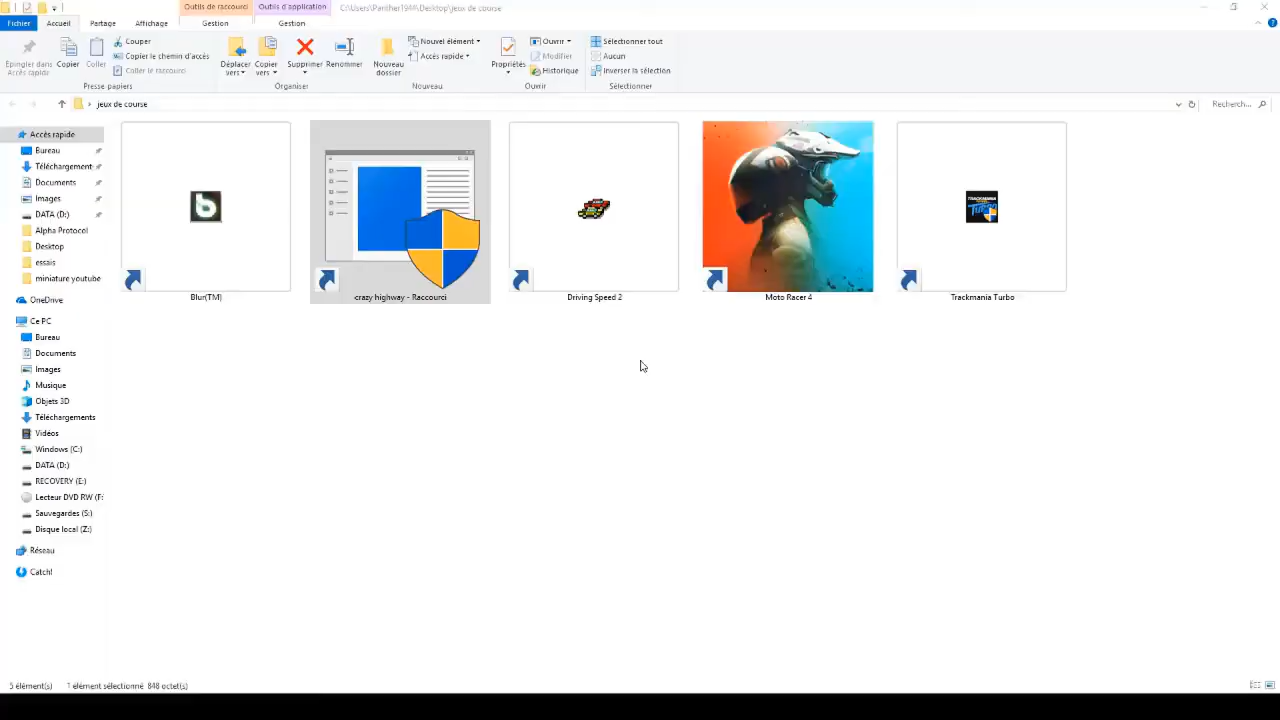 Outils de raccourci Outils d'application C:\Users\Panther1944\Desktop\jeux de course
Fichier Accueil Partage Affichage Gestion Gestion
Épingler dans Accès rapide
Copier
Coller
Couper
Copier le chemin d'accès
Coller le raccourci
Presse-papiers
Déplacer vers
Copier vers
Supprimer
Renommer
Organiser
Nouveau dossier
Nouvel élément
Accès rapide
Nouveau
Propriétés
Ouvrir
Modifier
Historique
Ouvrir
Sélectionner tout
Aucun
Inverser la sélection
Sélectionner
jeux de course
Recherch...
Accès rapide
Bureau
Téléchargement
Documents
Images
DATA (D:)
Alpha Protocol
Desktop
essais
miniature youtube
OneDrive
Ce PC
Bureau
Documents
Images
Musique
Objets 3D
Téléchargements
Vidéos
Windows (C:)
DATA (D:)
RECOVERY (E:)
Lecteur DVD RW (F:
Sauvegardes (S:)
Disque local (Z:)
Réseau
Catch!
Blur(TM)
crazy highway - Raccourci
Driving Speed 2
Moto Racer 4
TRACKMANIA
TURBO
Trackmania Turbo
5 élément(s) 1 élément sélectionné 848 octet(s)